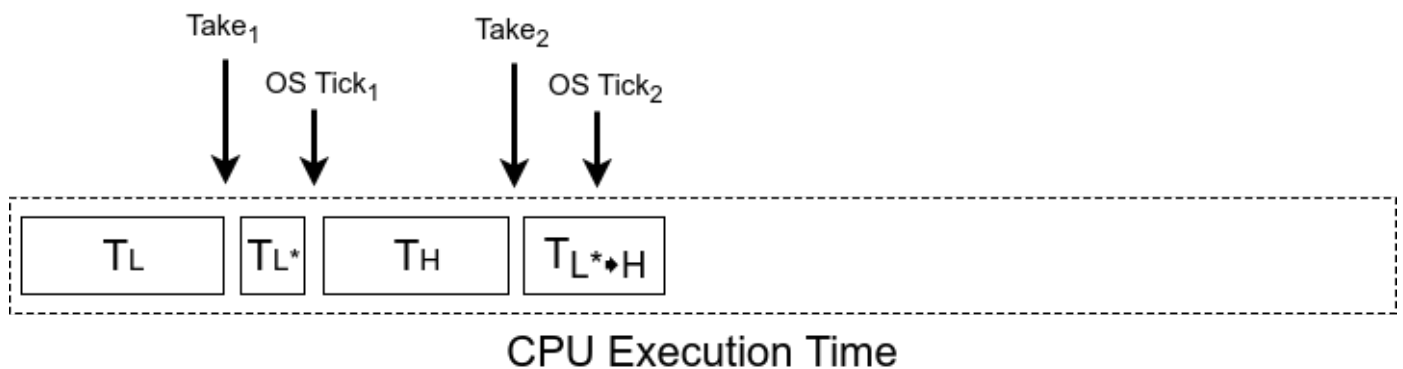 Take₁
Take₂
OS Tick₁
OS Tick₂
TL
TL*
TH
TL*➧H
CPU Execution Time